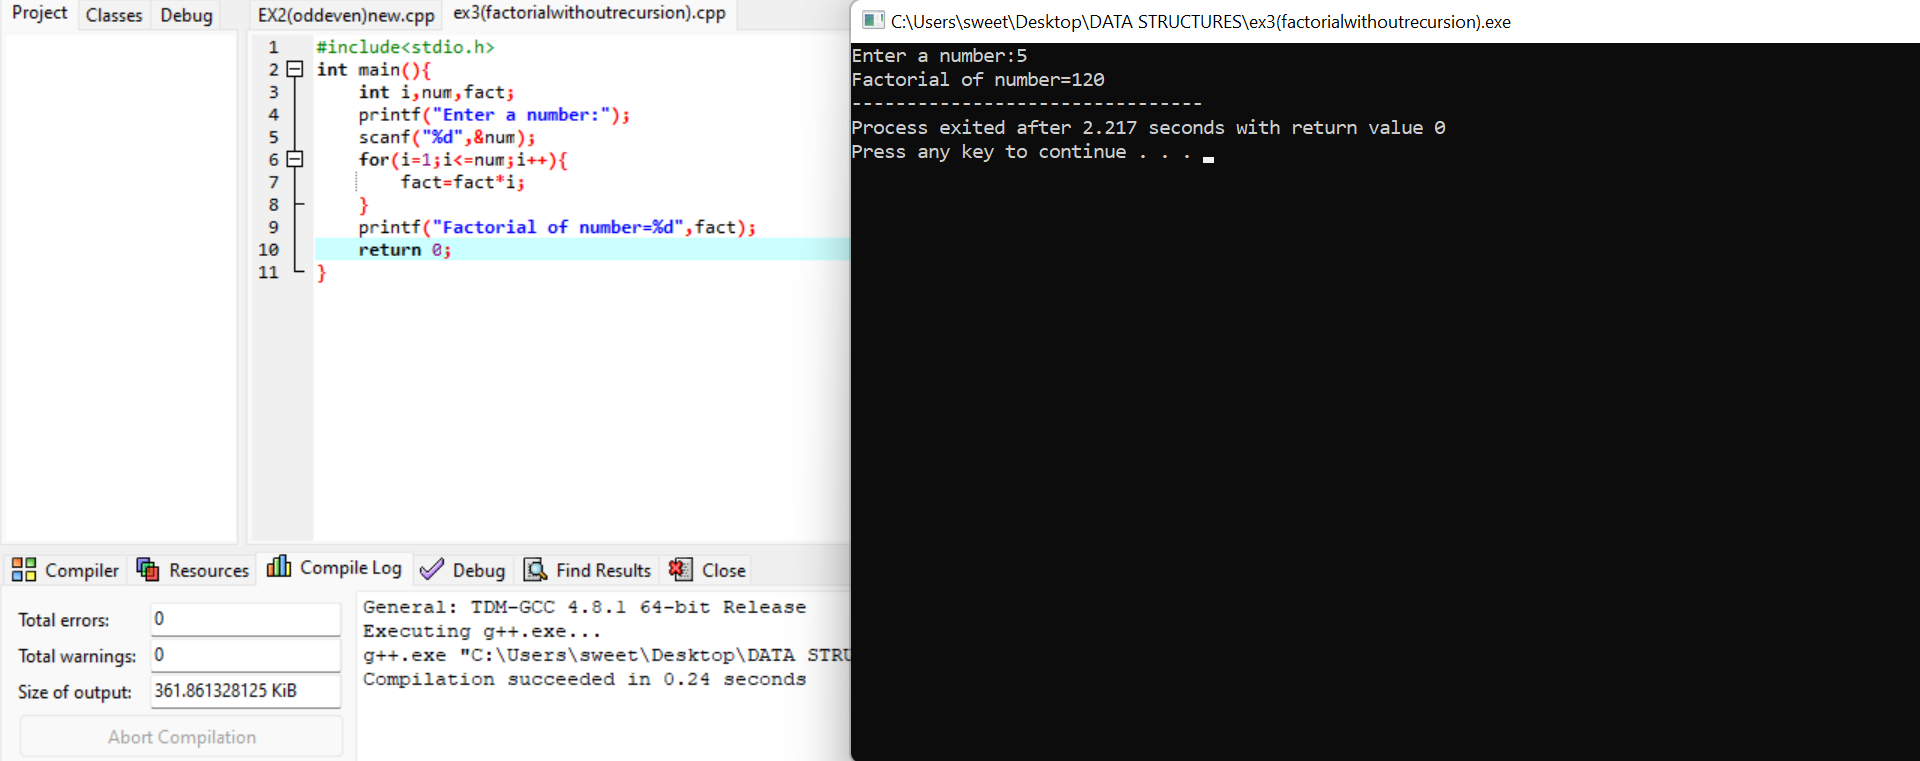 Project Classes Debug
EX2(oddeven)new.cpp ex3(factorialwithoutrecursion).cpp
1 #include<stdio.h>
2 int main(){
3 int i,num,fact;
4 printf("Enter a number:");
5 scanf("%d",&num);
6 for(i=1;i<=num;i++){
7 fact=fact*i;
8 }
9 printf("Factorial of number=%d",fact);
10 return 0;
11 }
Compiler Resources Compile Log Debug Find Results Close
Total errors: 0
Total warnings: 0
Size of output: 361.861328125 KiB
Abort Compilation
General: TDM-GCC 4.8.1 64-bit Release
Executing g++.exe...
g++.exe "C:\Users\sweet\Desktop\DATA STRU
Compilation succeeded in 0.24 seconds
C:\Users\sweet\Desktop\DATA STRUCTURES\ex3(factorialwithoutrecursion).exe
Enter a number:5
Factorial of number=120
--------------------------------
Process exited after 2.217 seconds with return value 0
Press any key to continue . . .